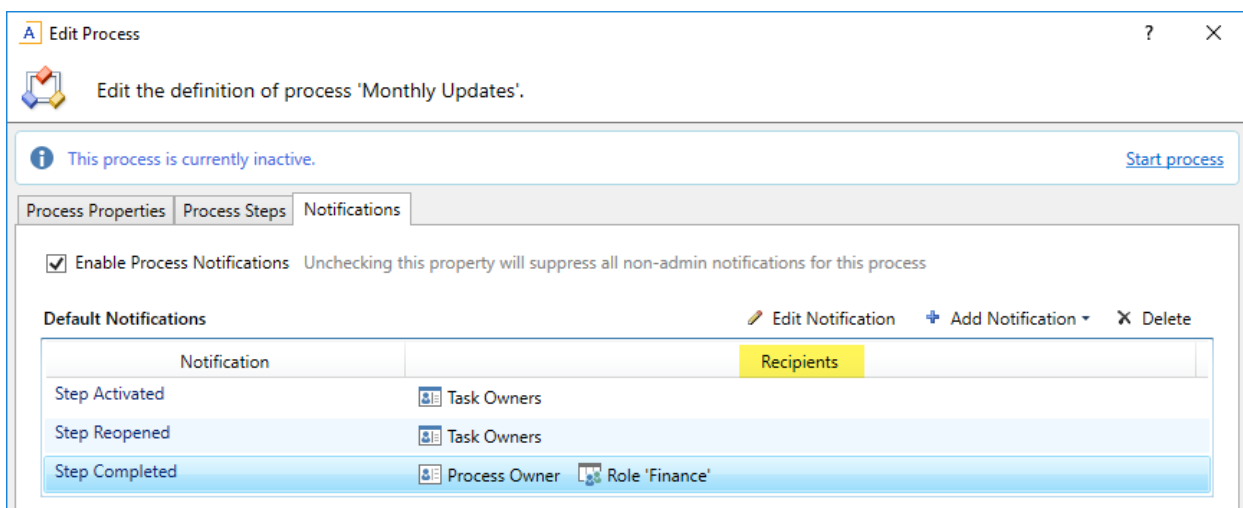 A Edit Process ?
Edit the definition of process 'Monthly Updates'.
This process is currently inactive. Start process
Process Properties Process Steps Notifications
Enable Process Notifications Unchecking this property will suppress all non-admin notifications for this process
Default Notifications Edit Notification Add Notification Delete
Notification Recipients
Step Activated Task Owners
Step Reopened Task Owners
Step Completed Process Owner Role 'Finance'